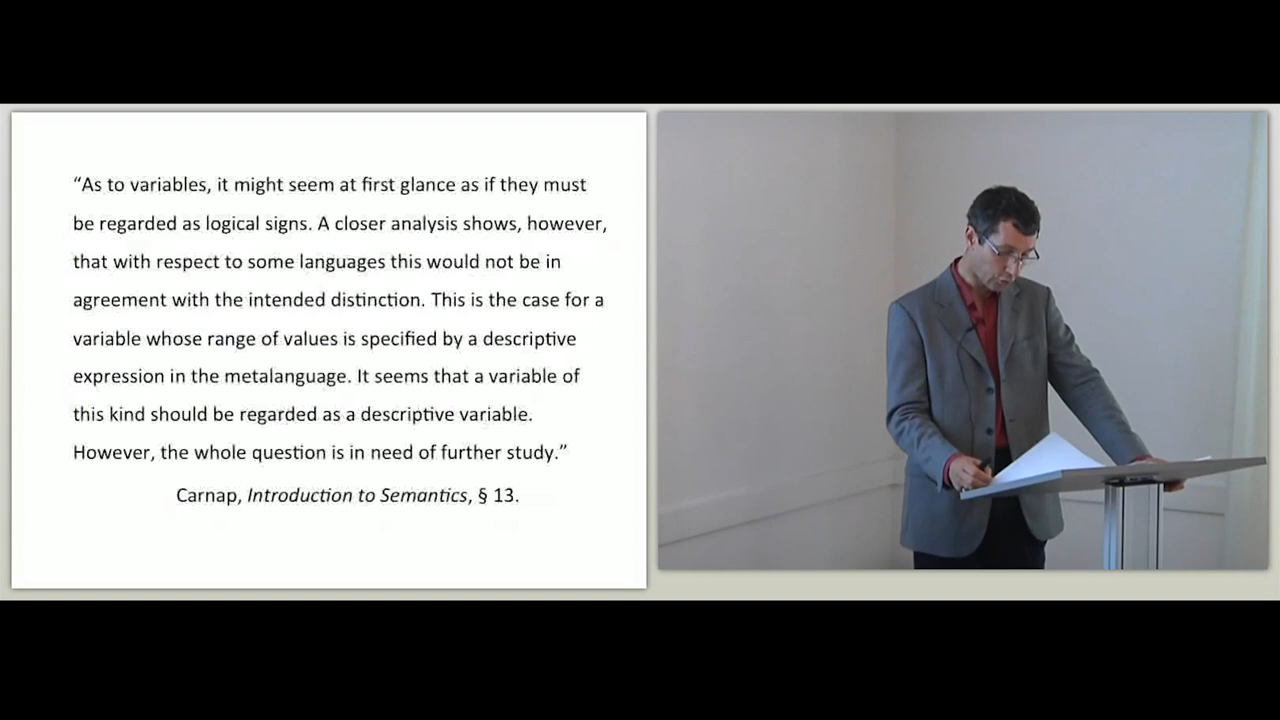 “As to variables, it might seem at first glance as if they must
be regarded as logical signs. A closer analysis shows, however,
that with respect to some languages this would not be in
agreement with the intended distinction. This is the case for a
variable whose range of values is specified by a descriptive
expression in the metalanguage. It seems that a variable of
this kind should be regarded as a descriptive variable.
However, the whole question is in need of further study.”
Carnap, Introduction to Semantics, § 13.